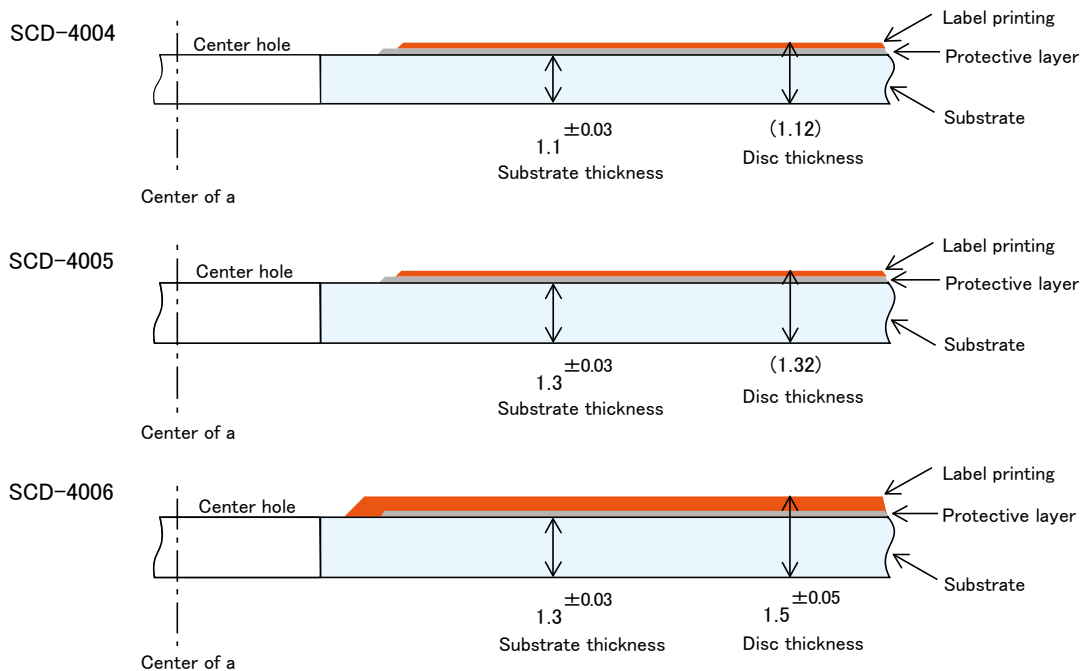 SCD-4004
Center hole
Label printing
Protective layer
Substrate
1.1 ±0.03
Substrate thickness
(1.12)
Disc thickness
Center of a
SCD-4005
Center hole
Label printing
Protective layer
Substrate
1.3 ±0.03
Substrate thickness
(1.32)
Disc thickness
Center of a
SCD-4006
Center hole
Label printing
Protective layer
Substrate
1.3 ±0.03
Substrate thickness
1.5 ±0.05
Disc thickness
Center of a